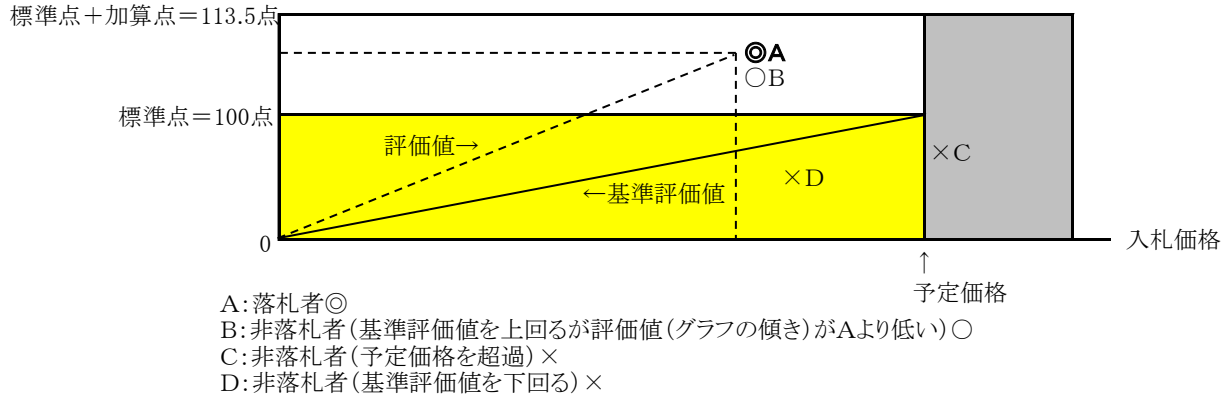 標準点＋加算点＝113.5点
◎A
○B
標準点＝100点
評価値→
×C
×D
←基準評価値
0
入札価格
↑
予定価格
A:落札者◎
B:非落札者(基準評価値を上回るが評価値(グラフの傾き)がAより低い)○
C:非落札者(予定価格を超過)×
D:非落札者(基準評価値を下回る)×